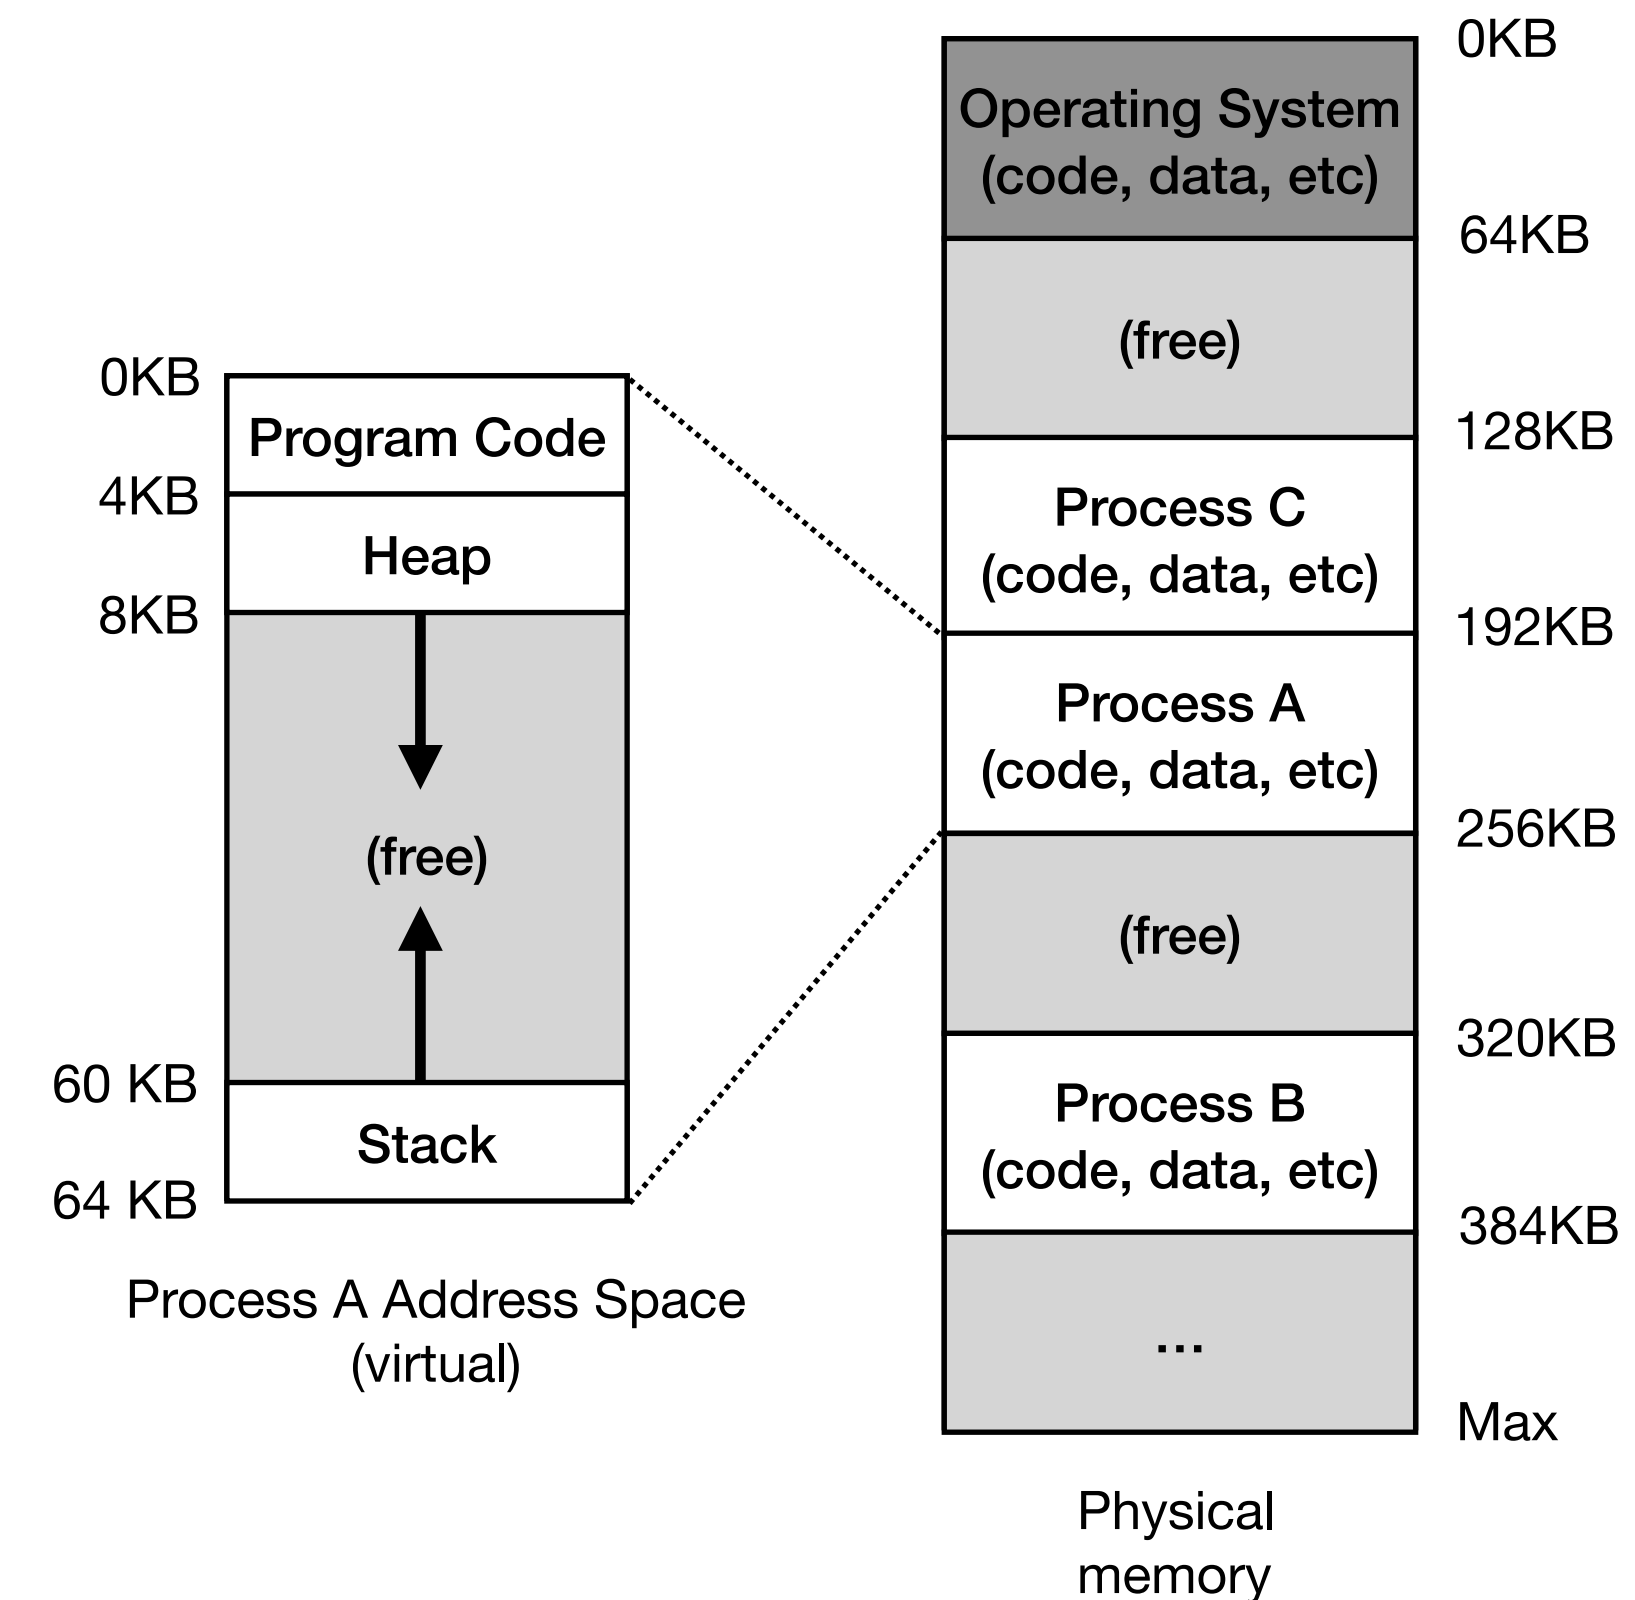 0KB
Program Code
4KB
Heap
8KB
(free)
60 KB
Stack
64 KB
Process A Address Space
(virtual)
0KB
Operating System
(code, data, etc)
64KB
(free)
128KB
Process C
(code, data, etc)
192KB
Process A
(code, data, etc)
256KB
(free)
320KB
Process B
(code, data, etc)
384KB
...
Max
Physical
memory